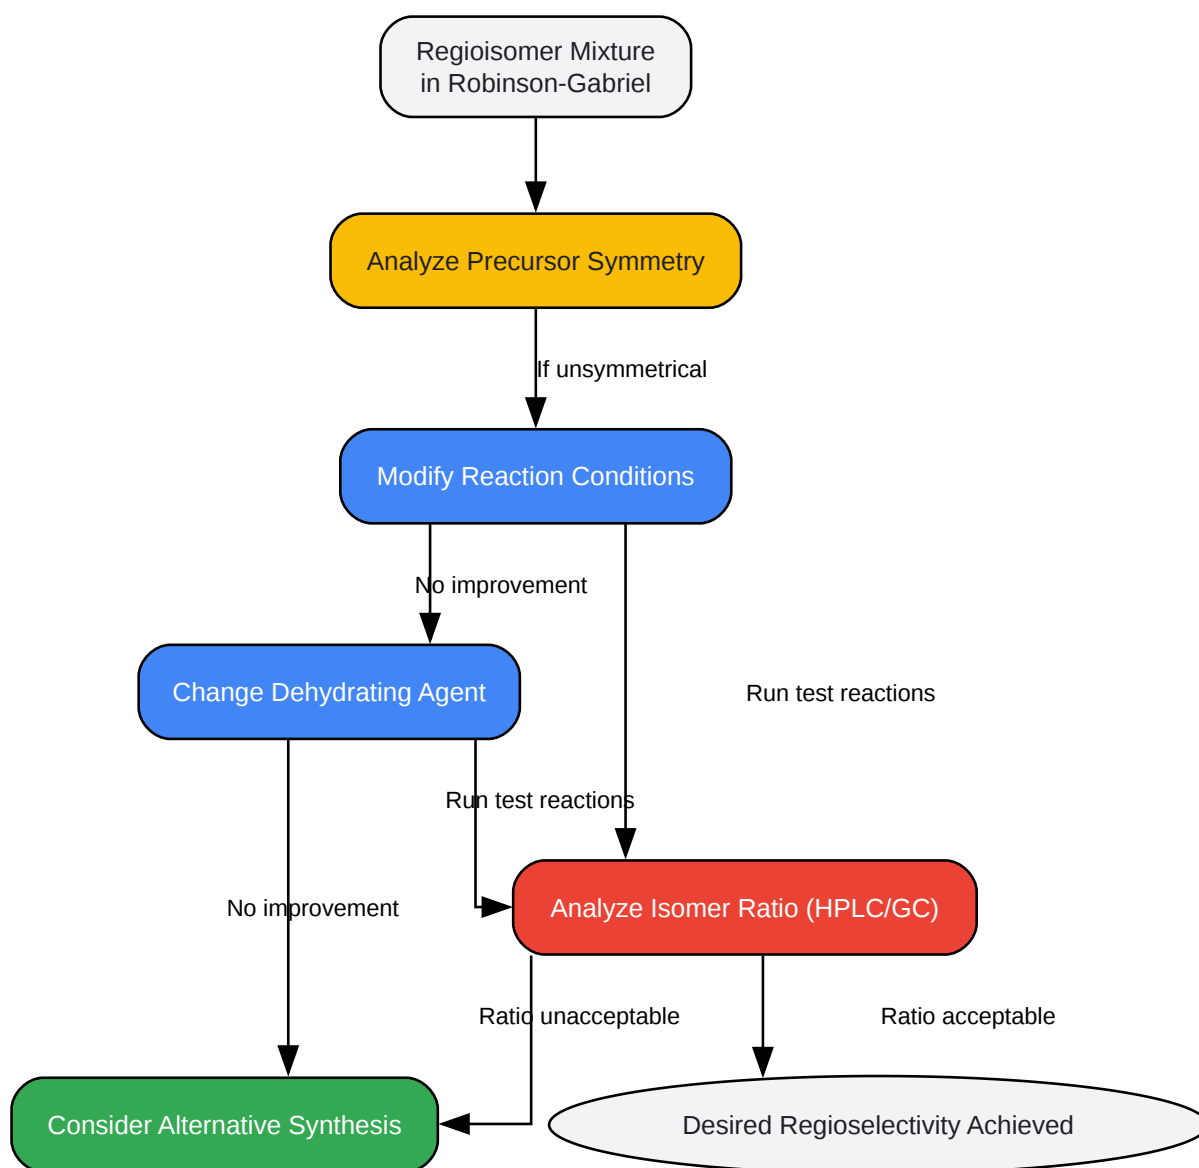 Regioisomer Mixture
in Robinson-Gabriel
Analyze Precursor Symmetry
If unsymmetrical
Modify Reaction Conditions
No improvement
Change Dehydrating Agent
Run test reactions
Run test reactions
No improvement
Analyze Isomer Ratio (HPLC/GC)
Ratio unacceptable
Ratio acceptable
Consider Alternative Synthesis
Desired Regioselectivity Achieved